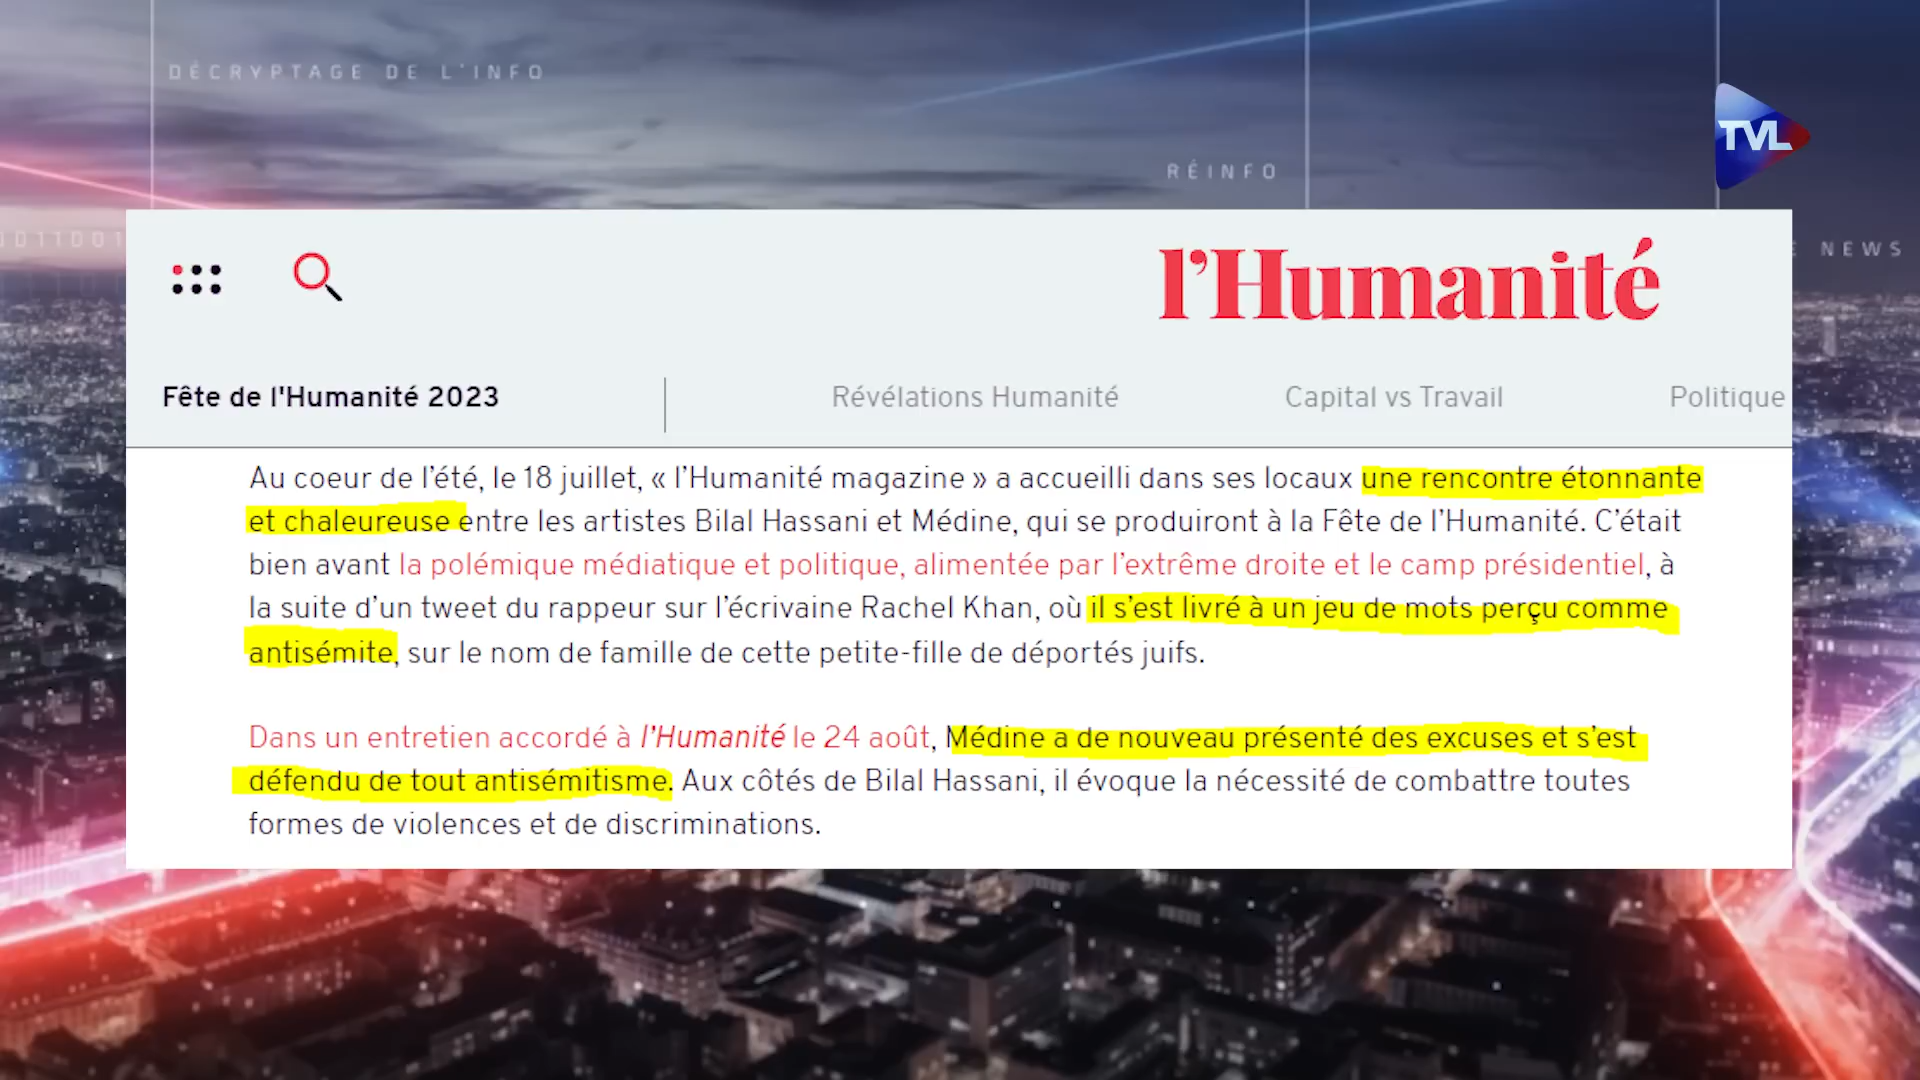 DÉCRYPTAGE DE L'INFO
TVL
RÉINFO
NEWS
l'Humanité
Fête de l'Humanité 2023
Révélations Humanité
Capital vs Travail
Politique
Au coeur de l'été, le 18 juillet, « l'Humanité magazine » a accueilli dans ses locaux une rencontre étonnante
et chaleureuse entre les artistes Bilal Hassani et Médine, qui se produiront à la Fête de l'Humanité. C'était
bien avant la polémique médiatique et politique, alimentée par l'extrême droite et le camp présidentiel, à
la suite d'un tweet du rappeur sur l'écrivaine Rachel Khan, où il s'est livré à un jeu de mots perçu comme
antisémite, sur le nom de famille de cette petite-fille de déportés juifs.
Dans un entretien accordé à l'Humanité le 24 août, Médine a de nouveau présenté des excuses et s'est
défendu de tout antisémitisme. Aux côtés de Bilal Hassani, il évoque la nécessité de combattre toutes
formes de violences et de discriminations.